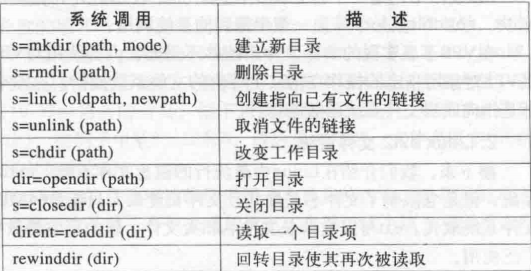 系统调用 描述
s=mkdir (path, mode) 建立新目录
s=rmdir (path) 删除目录
s=link (oldpath, newpath) 创建指向已有文件的链接
s=unlink (path) 取消文件的链接
s=chdir (path) 改变工作目录
dir=opendir (path) 打开目录
s=closedir (dir) 关闭目录
dirent=readdir (dir) 读取一个目录项
rewinddir (dir) 回转目录使其再次被读取